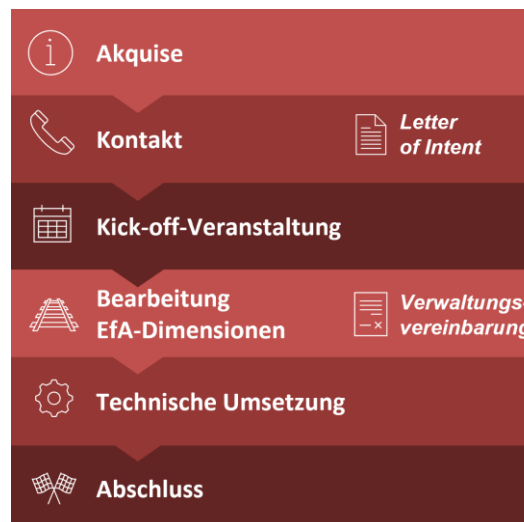 Akquise
Kontakt
Letter
of Intent
Kick-off-Veranstaltung
Bearbeitung
EfA-Dimensionen
Verwaltungs-
vereinbarung
Technische Umsetzung
Abschluss